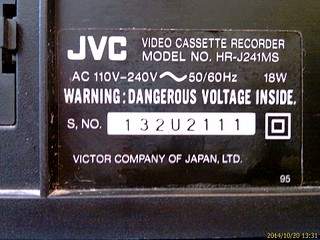 JVC VIDEO CASSETTE RECORDER
MODEL NO. HR-J241MS
AC 110V-240V~50/60Hz 18W
WARNING: DANGEROUS VOLTAGE INSIDE.
S, NO. 132U2111
VICTOR COMPANY OF JAPAN, LTD.
95
2014/10/20 13:31